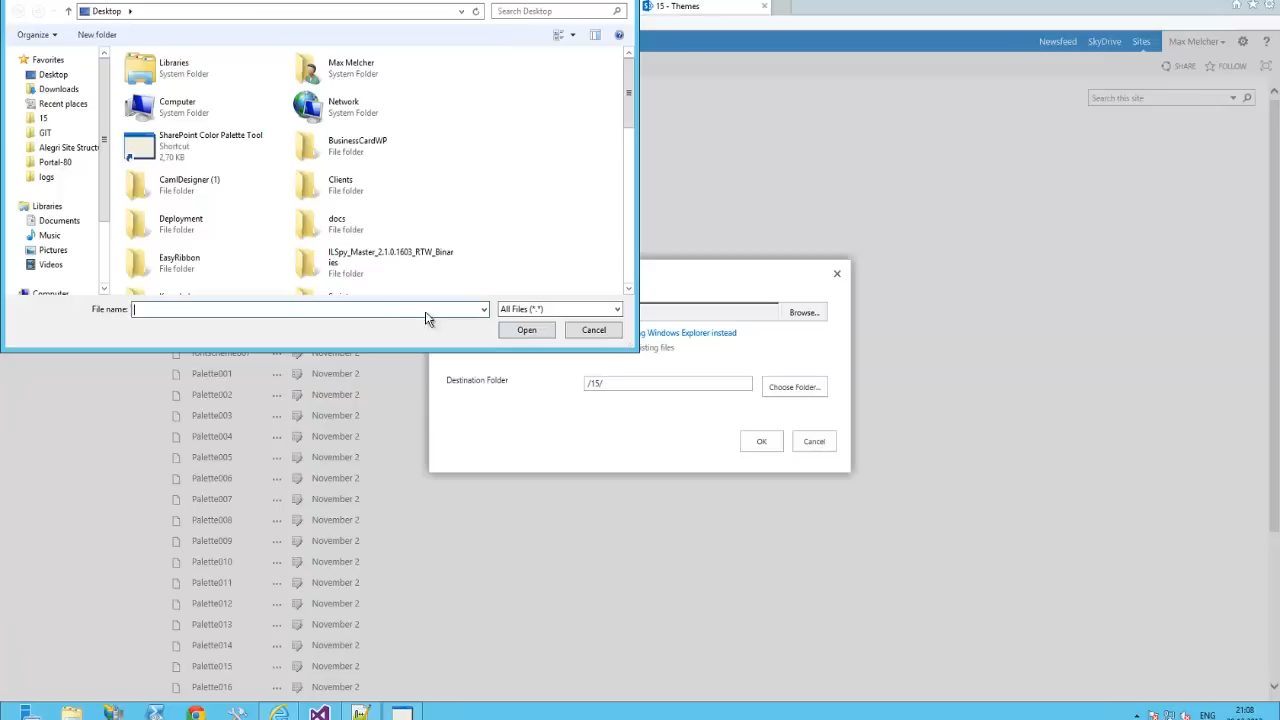 Desktop
Search Desktop
15 - Themes
Organize
New folder
Newsfeed
SkyDrive
Sites
Max Melcher
SHARE
FOLLOW
Search this site
Favorites
Desktop
Downloads
Recent places
15
GIT
Alegri Site Struct
Portal-80
logs
Libraries
Documents
Music
Pictures
Videos
Computer
Libraries
System Folder
Max Melcher
System Folder
Computer
System Folder
Network
System Folder
SharePoint Color Palette Tool
Shortcut
2,70 KB
BusinessCardWP
File folder
CamlDesigner (1)
File folder
Clients
File folder
Deployment
File folder
docs
File folder
EasyRibbon
File folder
ILSpy_Master_2.1.0.1603_RTW_Binar
ies
File folder
File name:
All Files (*.*)
Open
Cancel
Browse...
Windows Explorer instead
files
Destination Folder
/15/
Choose Folder...
OK
Cancel
Palette001
November 2
Palette002
November 2
Palette003
November 2
Palette004
November 2
Palette005
November 2
Palette006
November 2
Palette007
November 2
Palette008
November 2
Palette009
November 2
Palette010
November 2
Palette011
November 2
Palette012
November 2
Palette013
November 2
Palette014
November 2
Palette015
November 2
Palette016
November 2
ENG
21:08